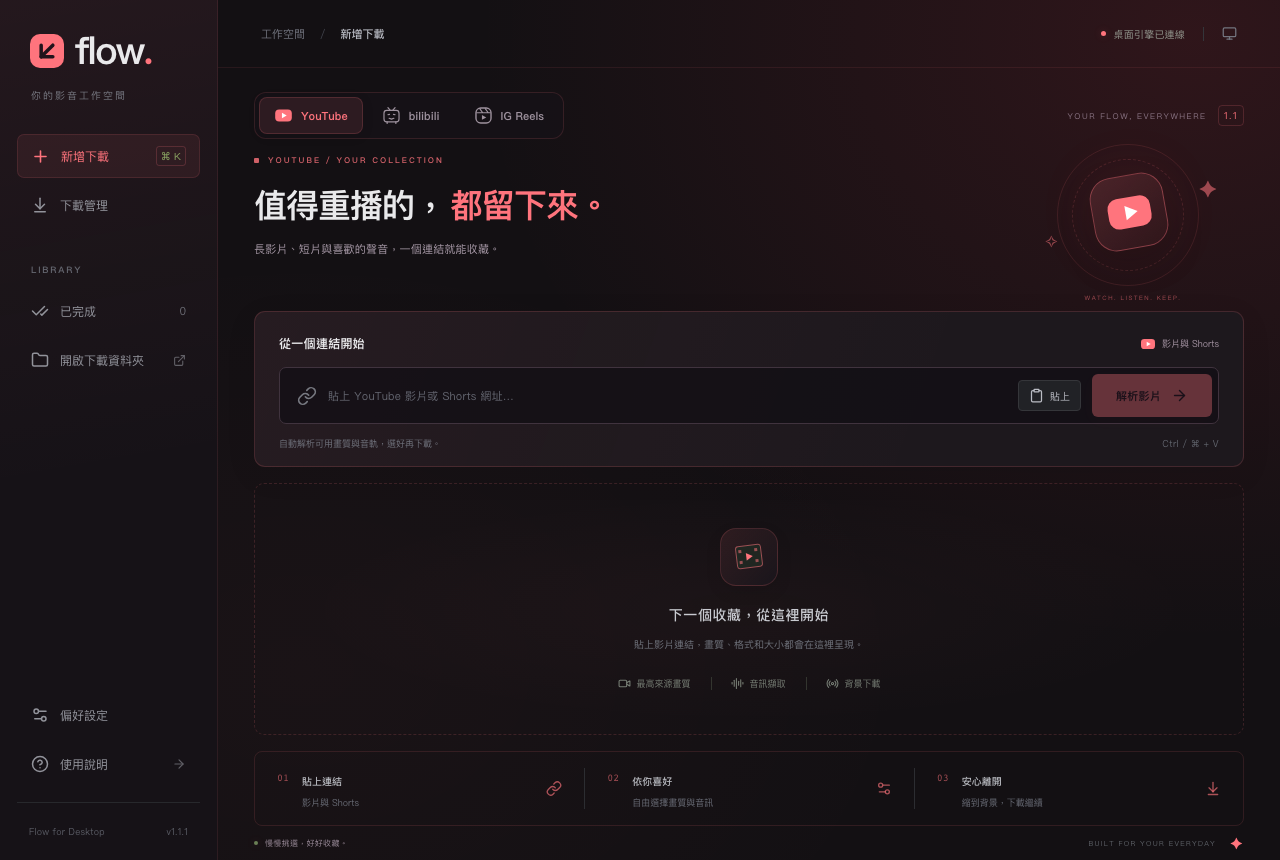 flow.
你的影音工作空間
新增下載 ⌘ K
下載管理
LIBRARY
已完成 0
開啟下載資料夾
偏好設定
使用說明
Flow for Desktop v1.1.1
工作空間 / 新增下載
桌面引擎已連線
YouTube bilibili IG Reels
YOUR FLOW, EVERYWHERE 1.1
YOUTUBE / YOUR COLLECTION
值得重播的，都留下來。
長影片、短片與喜歡的聲音，一個連結就能收藏。
WATCH. LISTEN. KEEP.
從一個連結開始
影片與 Shorts
貼上 YouTube 影片或 Shorts 網址...
貼上
解析影片
自動解析可用畫質與音軌，選好再下載。
Ctrl / ⌘ + V
下一個收藏，從這裡開始
貼上影片連結，畫質、格式和大小都會在這裡呈現。
最高來源畫質 音訊擷取 背景下載
01 貼上連結
影片與 Shorts
02 依你喜好
自由選擇畫質與音訊
03 安心離開
縮到背景，下載繼續
慢慢挑選，好好收藏。
BUILT FOR YOUR EVERYDAY